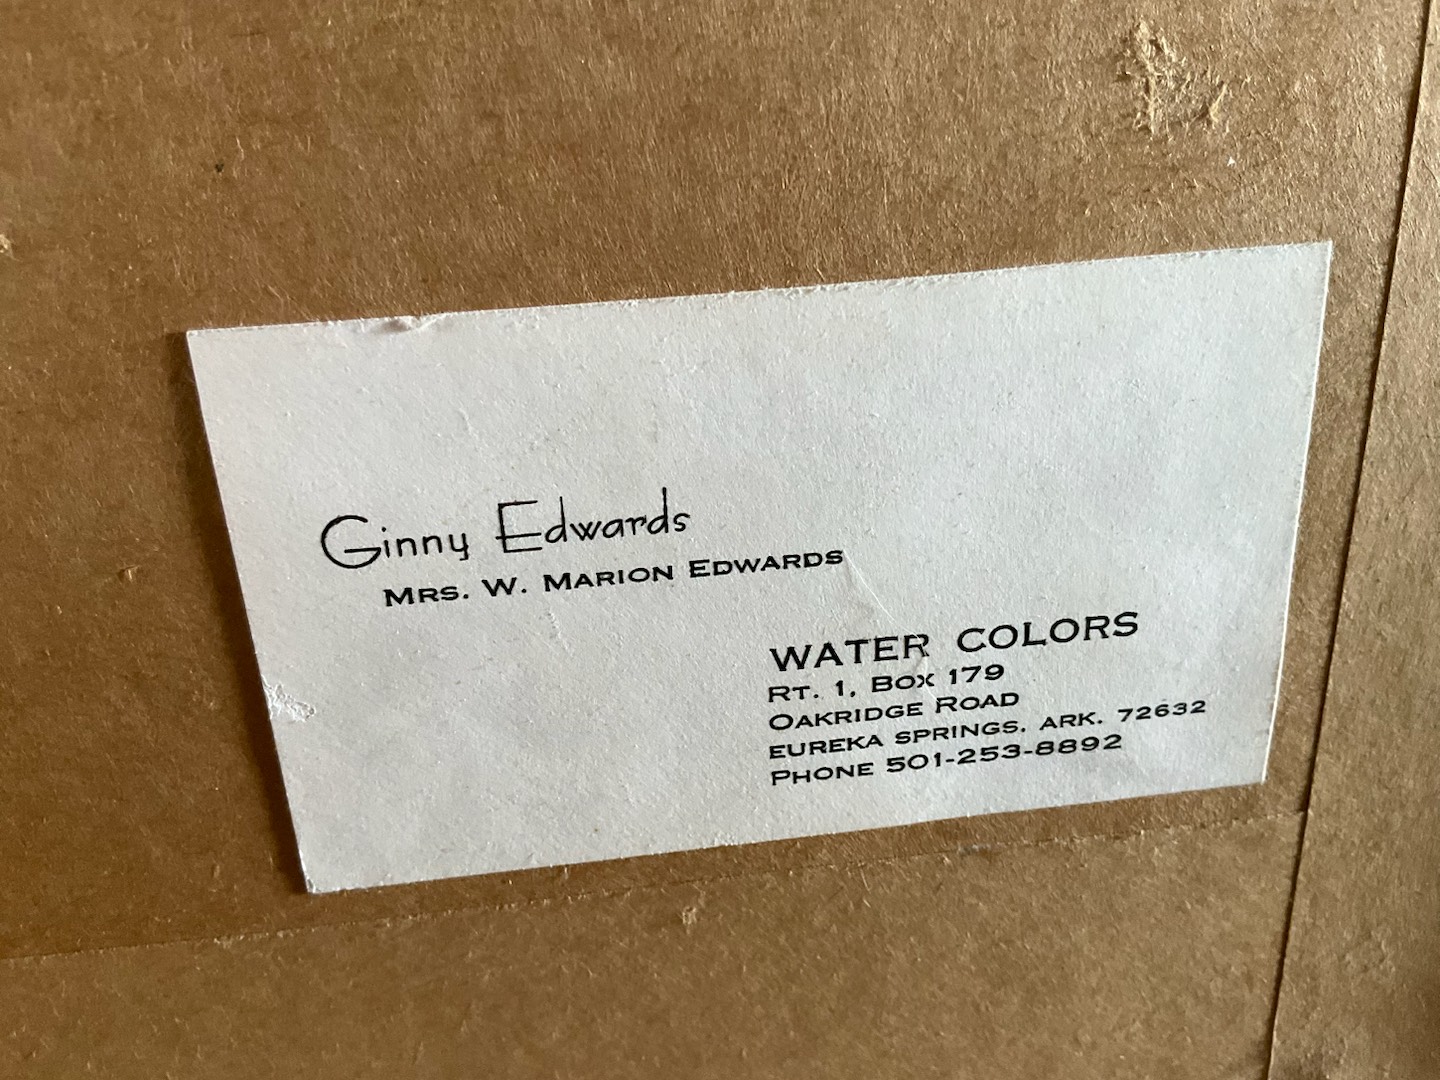 Ginny Edwards
MRS. W. MARION EDWARDS
WATER COLORS
RT. 1, BOX 179
OAKRIDGE ROAD
EUREKA SPRINGS, ARK. 72632
PHONE 501-253-8892